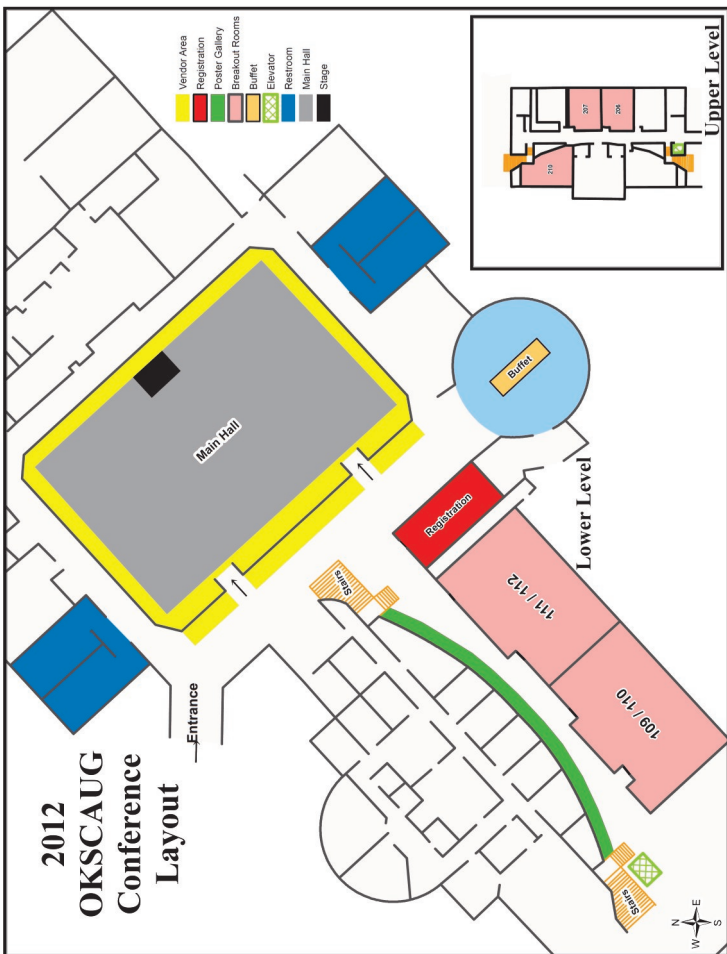 2012
OKSCAUG
Conference
Layout
Vendor Area
Registration
Poster Gallery
Breakout Rooms
Buffet
Elevator
Restroom
Main Hall
Stage
207
206
210
Upper Level
Main Hall
Buffet
Registration
Lower Level
Stairs
111 / 112
109 / 110
Entrance
Stairs
N
W
E
S